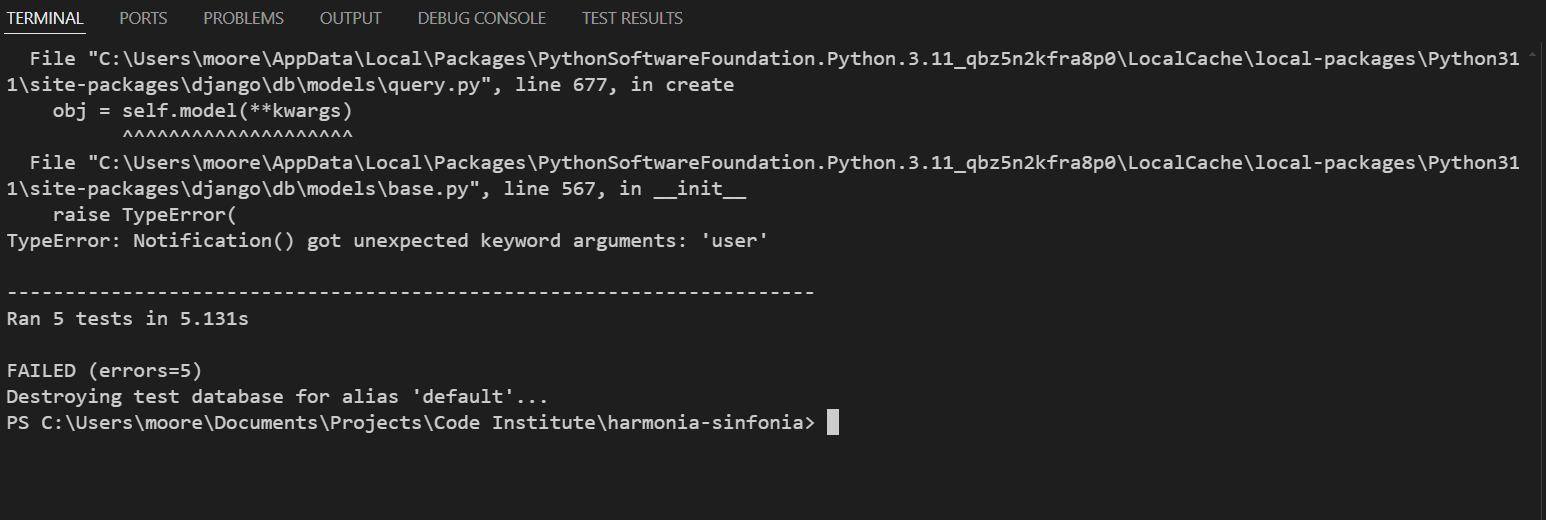 TERMINAL PORTS PROBLEMS OUTPUT DEBUG CONSOLE TEST RESULTS
  File "C:\Users\moore\AppData\Local\Packages\PythonSoftwareFoundation.Python.3.11_qbz5n2kfra8p0\LocalCache\local-packages\Python31
1\site-packages\django\db\models\query.py", line 677, in create
    obj = self.model(**kwargs)
          ^^^^^^^^^^^^^^^^^^^^
  File "C:\Users\moore\AppData\Local\Packages\PythonSoftwareFoundation.Python.3.11_qbz5n2kfra8p0\LocalCache\local-packages\Python31
1\site-packages\django\db\models\base.py", line 567, in __init__
    raise TypeError(
TypeError: Notification() got unexpected keyword arguments: 'user'
----------------------------------------------------------------------
Ran 5 tests in 5.131s
FAILED (errors=5)
Destroying test database for alias 'default'...
PS C:\Users\moore\Documents\Projects\Code Institute\harmonia-sinfonia>